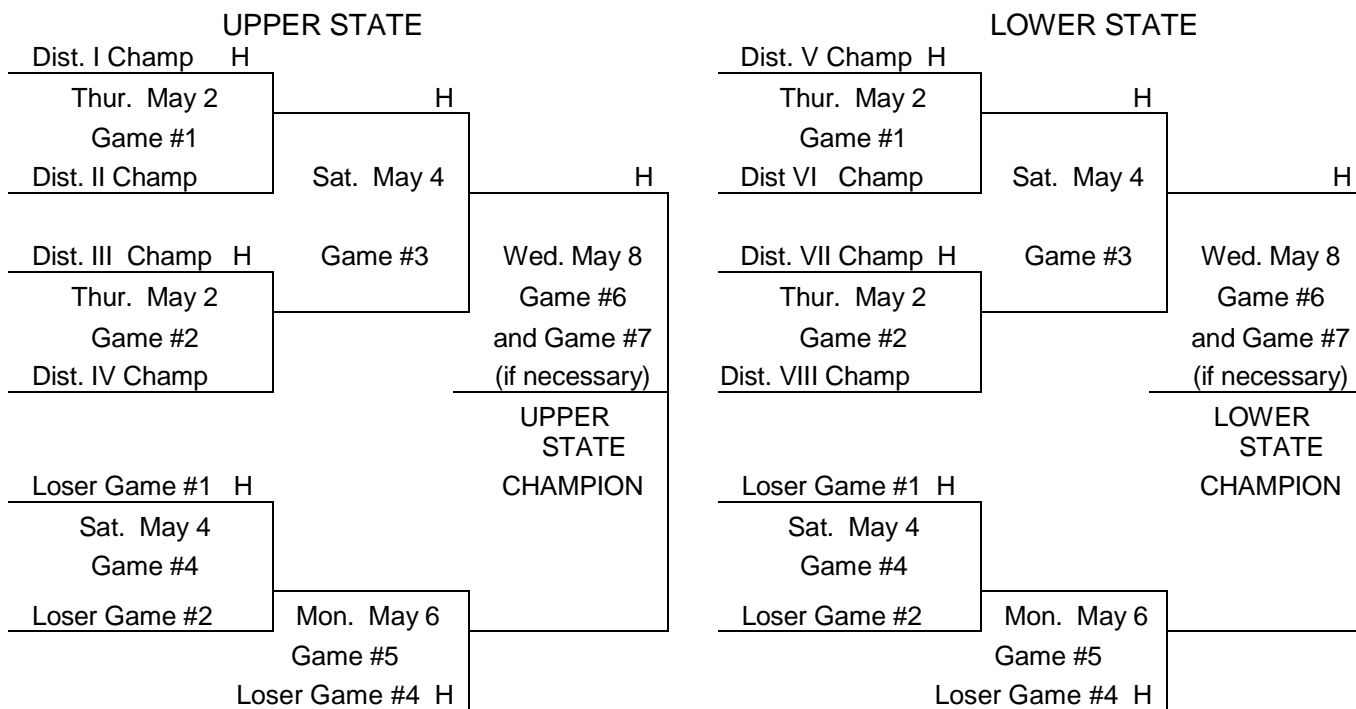 UPPER STATE
Dist. I Champ H
Thur. May 2
H
Game #1
Dist. II Champ
Sat. May 4
H
Dist. III Champ H
Game #3
Wed. May 8
Thur. May 2
Game #6
Game #2
and Game #7
Dist. IV Champ
(if necessary)
UPPER
STATE
Loser Game #1 H
CHAMPION
Sat. May 4
Game #4
Loser Game #2
Mon. May 6
Game #5
Loser Game #4 H
LOWER STATE
Dist. V Champ H
Thur. May 2
H
Game #1
Dist VI Champ
Sat. May 4
H
Dist. VII Champ H
Game #3
Wed. May 8
Thur. May 2
Game #6
Game #2
and Game #7
Dist. VIII Champ
(if necessary)
LOWER
STATE
Loser Game #1 H
CHAMPION
Sat. May 4
Game #4
Loser Game #2
Mon. May 6
Game #5
Loser Game #4 H